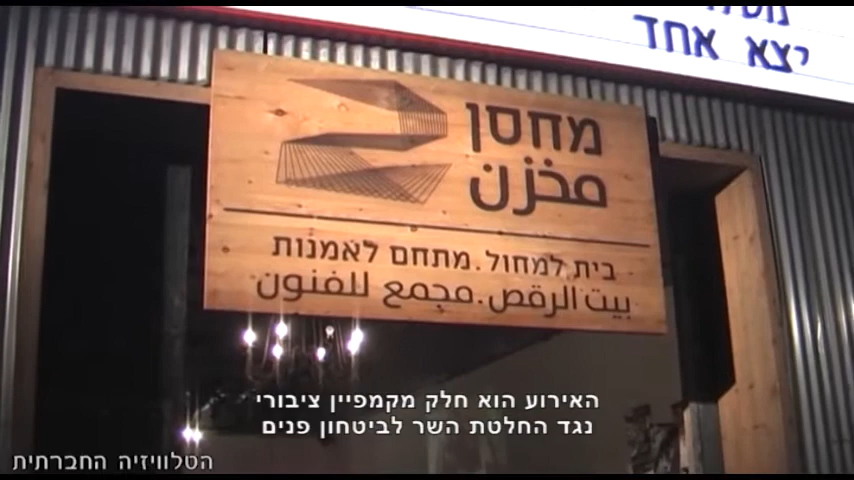 יצא אחד
מחסן
مخزن
בית למחול.מתחם לאמנות
بيت الرقص.مجمع للفنون
האירוע הוא חלק מקמפיין ציבורי
נגד החלטת השר לביטחון פנים
הטלוויזיה החברתית